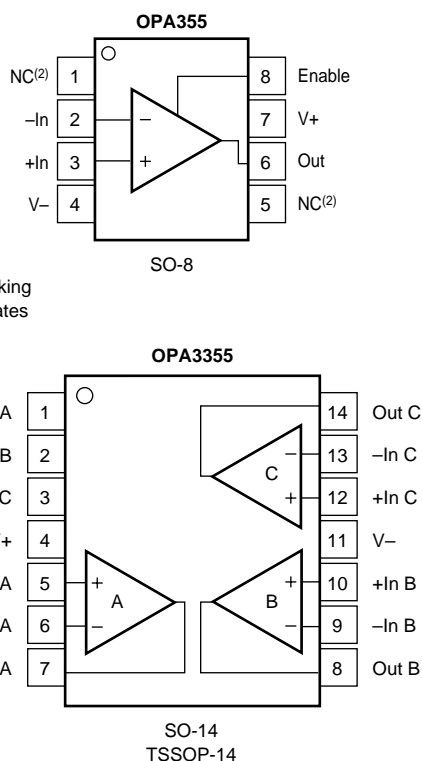 OPA355
NC(2) 1 8 Enable
–In 2 – 7 V+
+In 3 + 6 Out
V– 4 5 NC(2)
SO-8
OPA3355
A 1 14 Out C
B 2 – 13 –In C
C
C 3 + 12 +In C
+ 4 11 V–
A 5 + + 10 +In B
A B
A 6 – – 9 –In B
A 7 8 Out B
SO-14
TSSOP-14